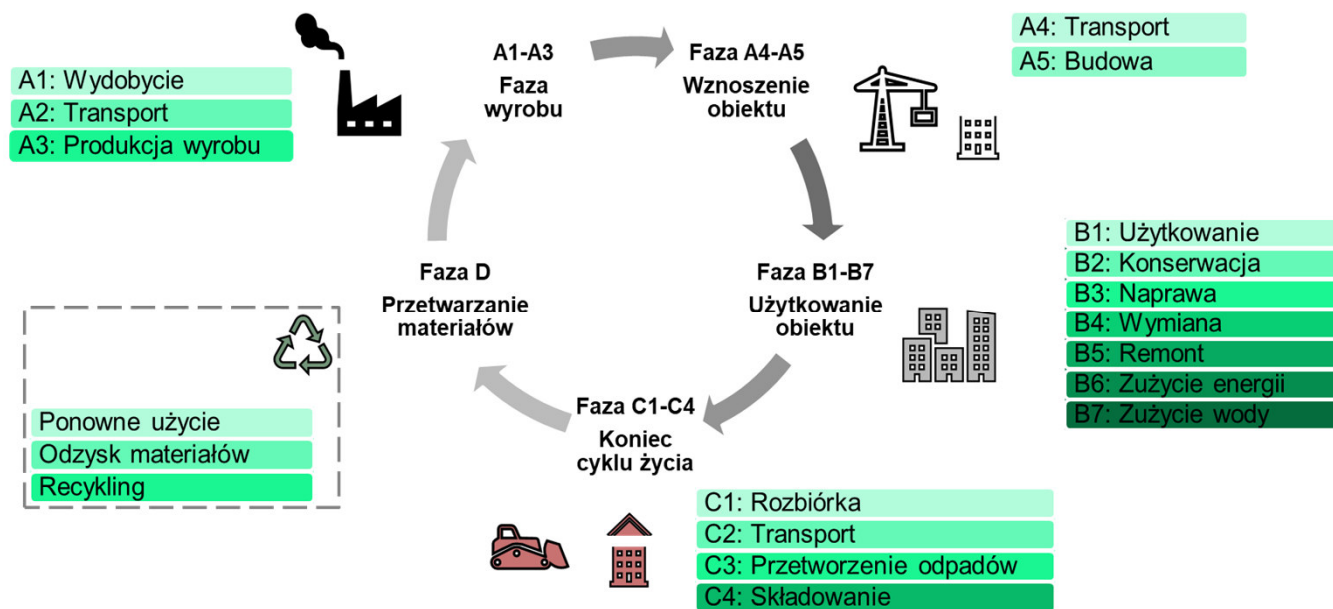 A1: Wydobycie
A2: Transport
A3: Produkcja wyrobu
A1-A3
Faza
wyrobu
Faza A4-A5
Wznoszenie
obiektu
A4: Transport
A5: Budowa
Faza B1-B7
Użytkowanie
obiektu
B1: Użytkowanie
B2: Konserwacja
B3: Naprawa
B4: Wymiana
B5: Remont
B6: Zużycie energii
B7: Zużycie wody
Faza C1-C4
Koniec
cyklu życia
C1: Rozbiórka
C2: Transport
C3: Przetworzenie odpadów
C4: Składowanie
Faza D
Przetwarzanie
materiałów
Ponowne użycie
Odzysk materiałów
Recykling